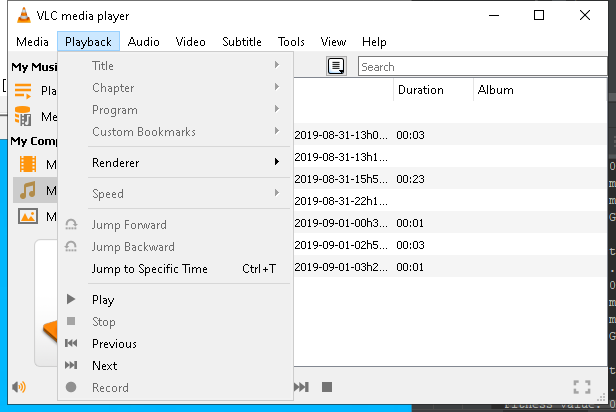 VLC media player
Media Playback Audio Video Subtitle Tools View Help
My Musi
Search
Duration Album
My Comp
Title
Chapter
Program
Custom Bookmarks
Renderer
Speed
Jump Forward
Jump Backward
Jump to Specific Time Ctrl+T
Play
Stop
Previous
Next
Record
2019-08-31-13h0... 00:03
2019-08-31-13h1...
2019-08-31-15h5... 00:23
2019-08-31-22h1...
2019-09-01-00h3... 00:01
2019-09-01-02h5... 00:03
2019-09-01-03h2... 00:01